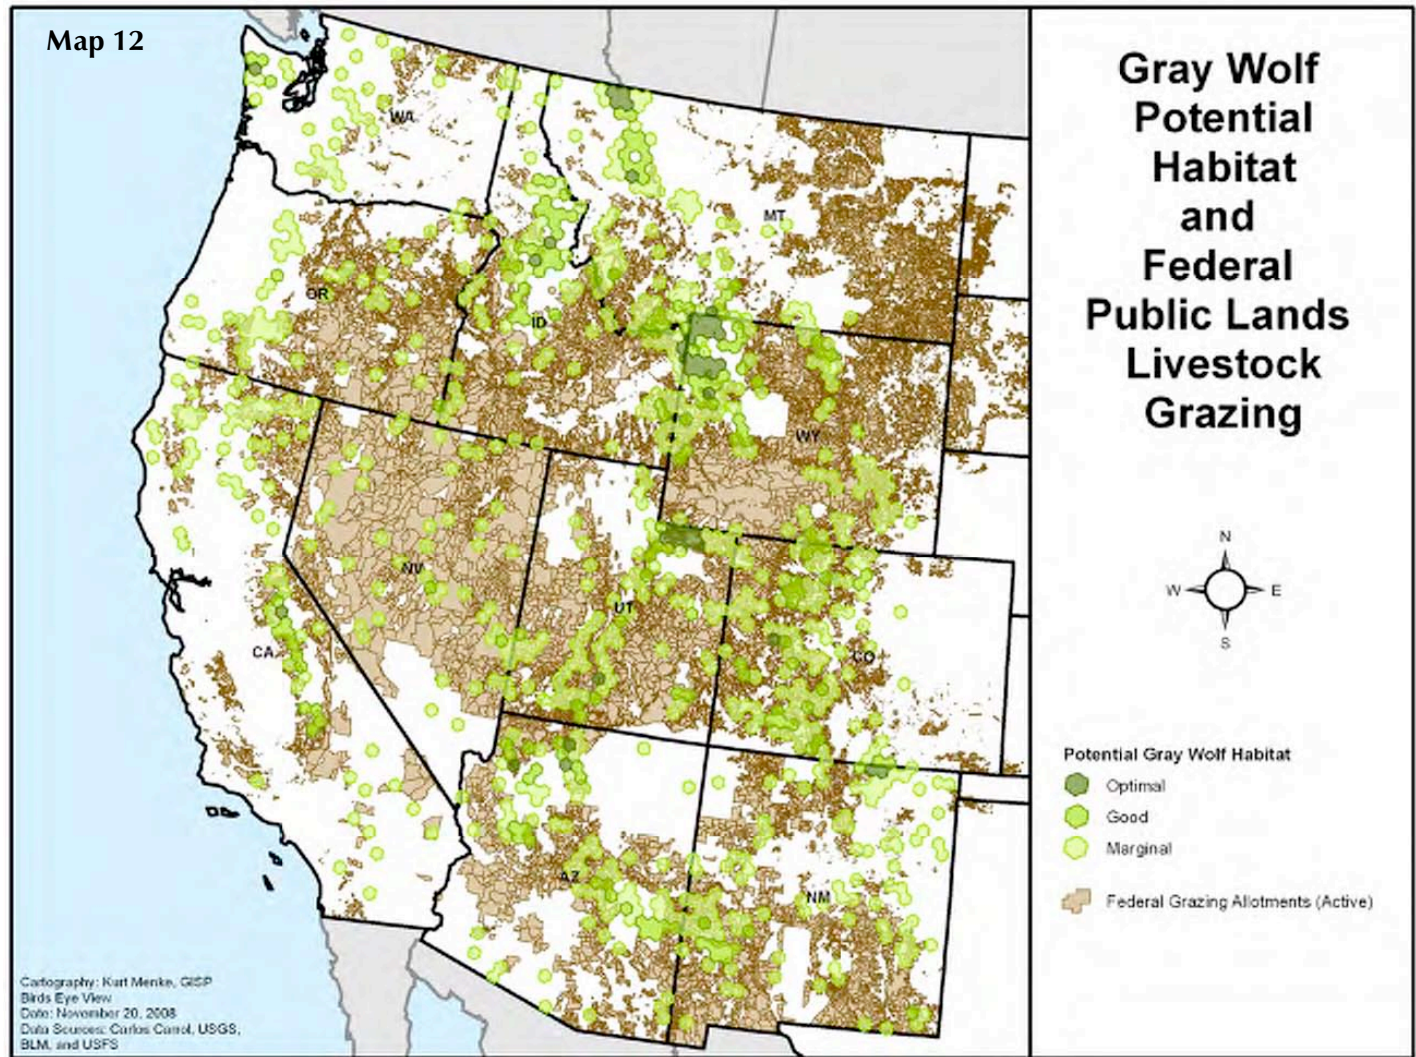 Map 12
Gray Wolf
Potential
Habitat
and
Federal
Public Lands
Livestock
Grazing
WA
MT
OR
ID
WY
NV
UT
CA
CO
AZ
NM
N
W
E
S
Potential Gray Wolf Habitat
Optimal
Good
Marginal
Federal Grazing Allotments (Active)
Cartography: Kurt Menke, GISP
Birds Eye View
Date: November 20, 2008
Data Sources: Carlos Carrol, USGS,
BLM, and USFS